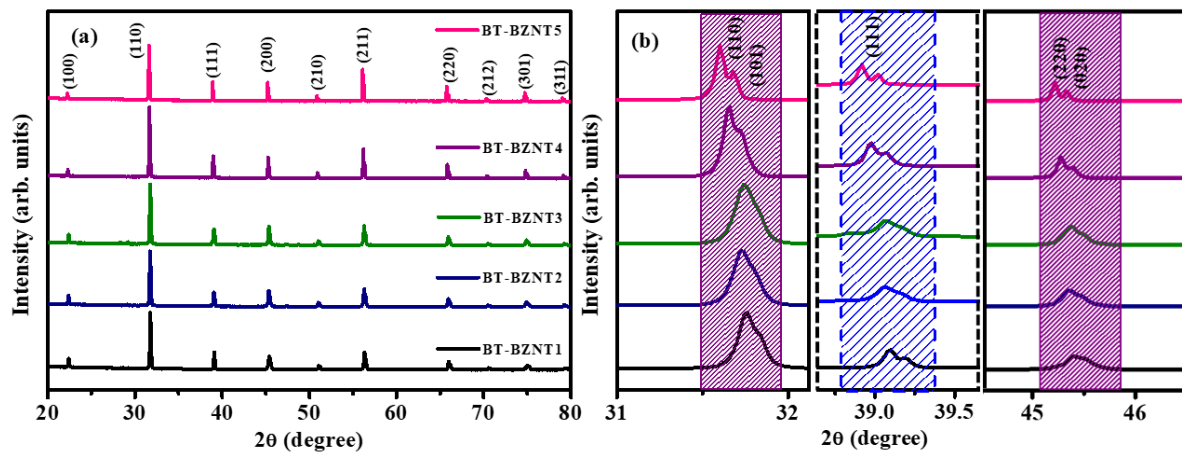 Intensity (arb. units)
(a)
BT-BZNT5
(100)
(110)
(111)
(200)
(210)
(211)
(220)
(212)
(301)
(311)
BT-BZNT4
BT-BZNT3
BT-BZNT2
BT-BZNT1
20 30 40 50 60 70 80
2θ (degree)
Intensity (arb. units)
(b)
(110)
(101)
(111)
(220)
(020)
31 32 39.0 39.5 45 46
2θ (degree)